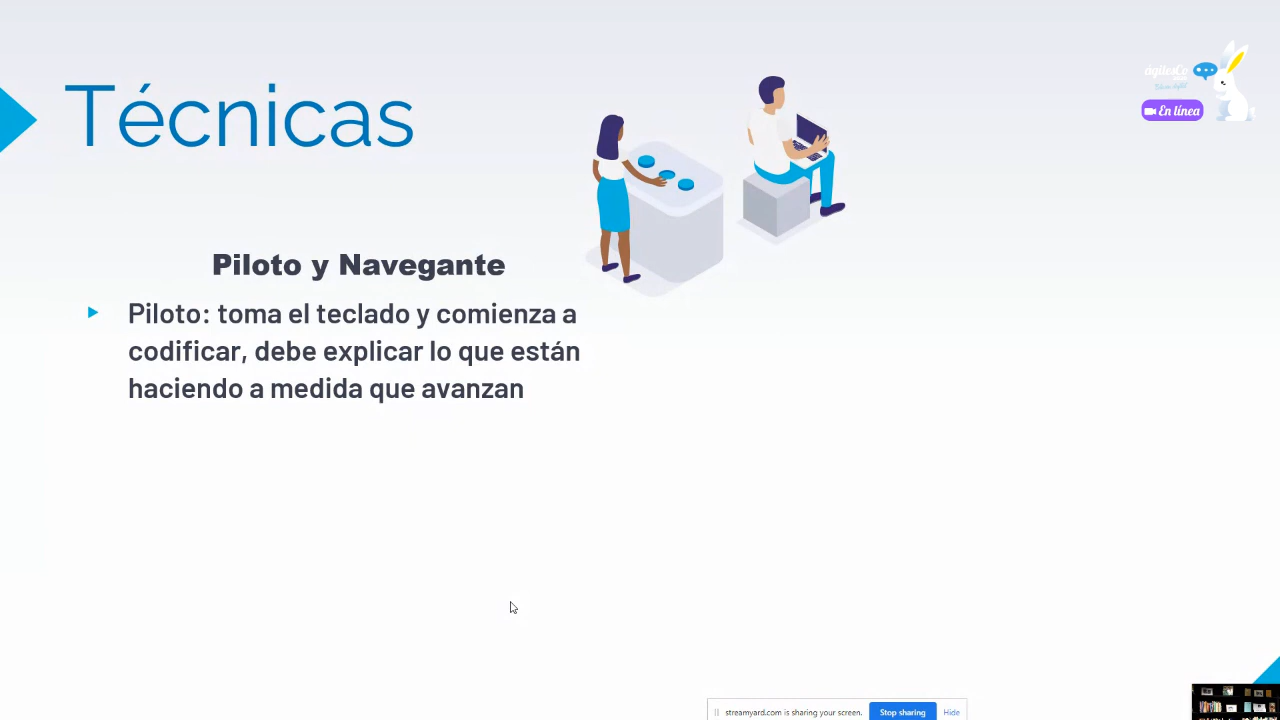 Técnicas
ágilesCo
En línea
Piloto y Navegante
Piloto: toma el teclado y comienza a
codificar, debe explicar lo que están
haciendo a medida que avanzan
streamyard.com is sharing your screen.
Stop sharing
Hide